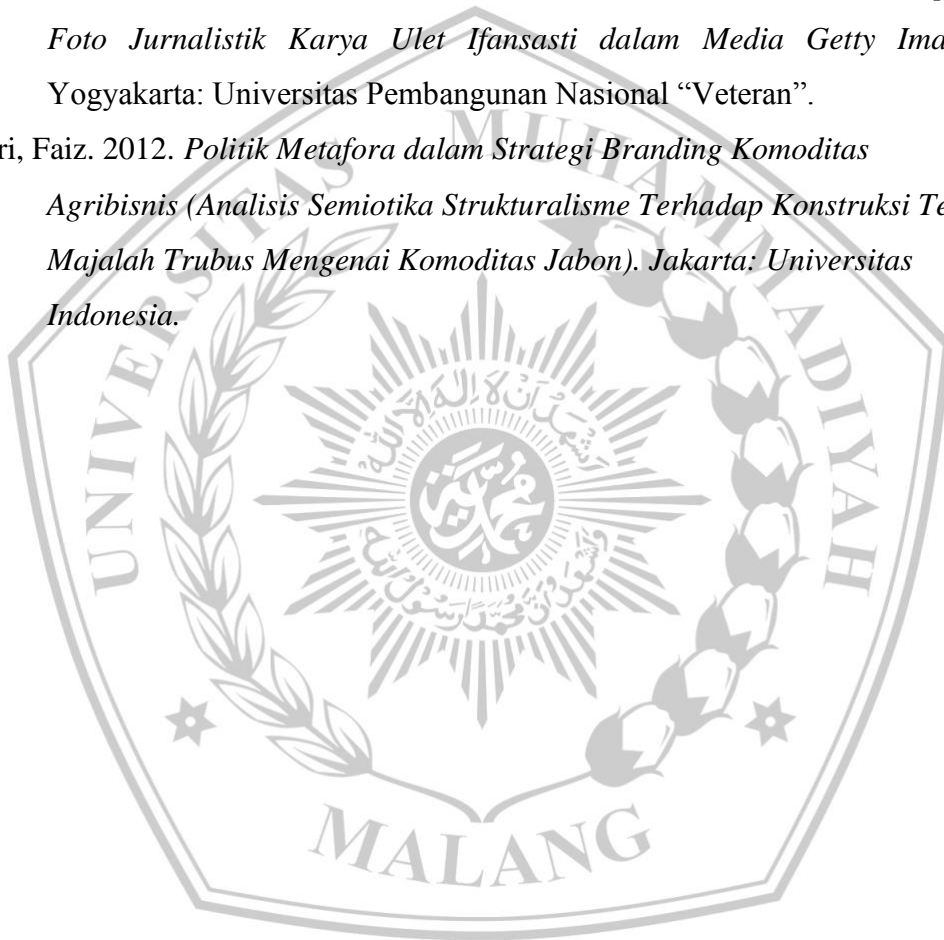 Foto Jurnalistik Karya Ulet Ifansasti dalam Media Getty Ima
Yogyakarta: Universitas Pembangunan Nasional “Veteran”.
ri, Faiz. 2012. Politik Metafora dalam Strategi Branding Komoditas
Agribisnis (Analisis Semiotika Strukturalisme Terhadap Konstruksi Te
Majalah Trubus Mengenai Komoditas Jabon). Jakarta: Universitas
Indonesia.
UNIVERSITAS MUHAMMADIYAH
MALANG